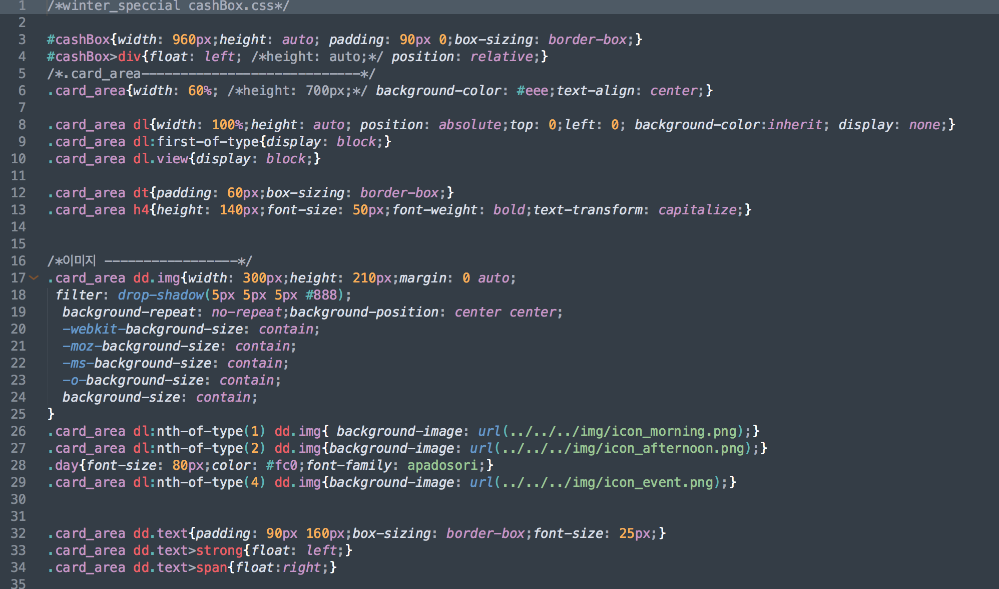 1 /*winter_speccial cashBox.css*/
2
3 #cashBox{width: 960px;height: auto; padding: 90px 0;box-sizing: border-box;}
4 #cashBox>div{float: left; /*height: auto;*/ position: relative;}
5 /*.card_area----------------------------*/
6 .card_area{width: 60%; /*height: 700px;*/ background-color: #eee;text-align: center;}
7
8 .card_area dl{width: 100%;height: auto; position: absolute;top: 0;left: 0; background-color:inherit; display: none;}
9 .card_area dl:first-of-type{display: block;}
10 .card_area dl.view{display: block;}
11
12 .card_area dt{padding: 60px;box-sizing: border-box;}
13 .card_area h4{height: 140px;font-size: 50px;font-weight: bold;text-transform: capitalize;}
14
15
16 /*이미지 -----------------*/
17 .card_area dd.img{width: 300px;height: 210px;margin: 0 auto;
18 filter: drop-shadow(5px 5px 5px #888);
19 background-repeat: no-repeat;background-position: center center;
20 -webkit-background-size: contain;
21 -moz-background-size: contain;
22 -ms-background-size: contain;
23 -o-background-size: contain;
24 background-size: contain;
25 }
26 .card_area dl:nth-of-type(1) dd.img{ background-image: url(../../../img/icon_morning.png);}
27 .card_area dl:nth-of-type(2) dd.img{background-image: url(../../../img/icon_afternoon.png);}
28 .day{font-size: 80px;color: #fc0;font-family: apadosori;}
29 .card_area dl:nth-of-type(4) dd.img{background-image: url(../../../img/icon_event.png);}
30
31
32 .card_area dd.text{padding: 90px 160px;box-sizing: border-box;font-size: 25px;}
33 .card_area dd.text>strong{float: left;}
34 .card_area dd.text>span{float:right;}
35